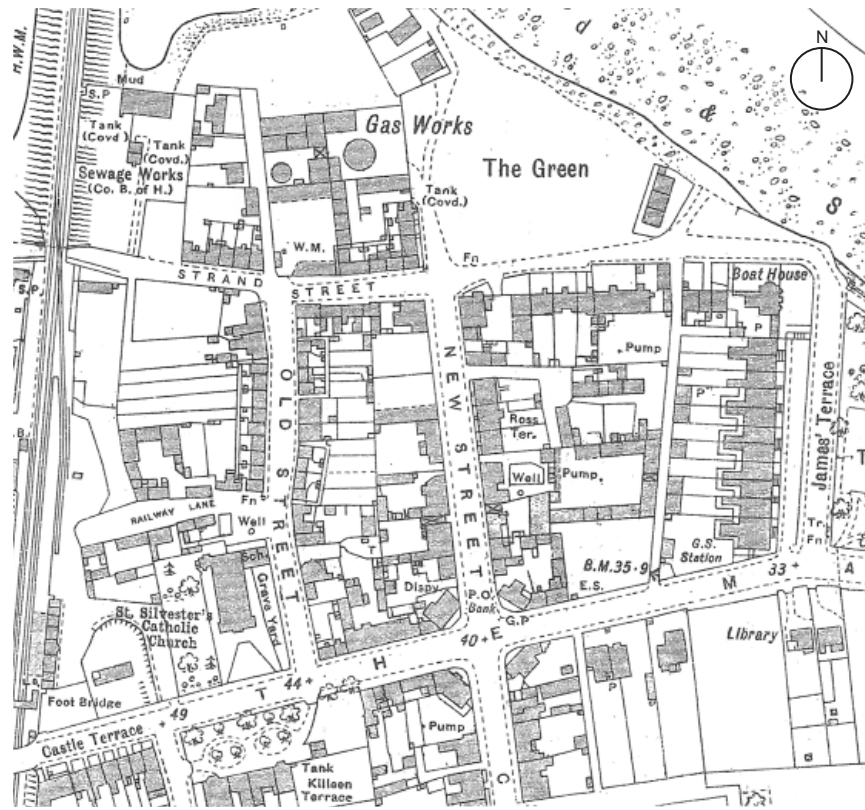 H.W.M.
d
&
S
N
Mud
S.P
Tank
(Covd)
Tank
(Covd.)
Sewage Works
(Co. B. of H.)
Gas Works
The Green
Tank
(Covd.)
W.M.
Fn
STRAND
STREET
S.P.
Boat House
P
Pump
OLD STREET
NEW STREET
P
Ross
Ter.
James' Terrace
T
B.
Well
Pump
Fn
RAILWAY LANE
Well
Sch.
Grave Yard
T
Tr.
Fn
G.S.
Station
B.M.35·9
33
St. Silvester's
Catholic
Church
Dispy
P.O.
Bank
G.P
E.S.
THE MA
40
44
Library
Foot Bridge
49
Castle Terrace
P
Pump
Tank
Killeen
Terrace
C